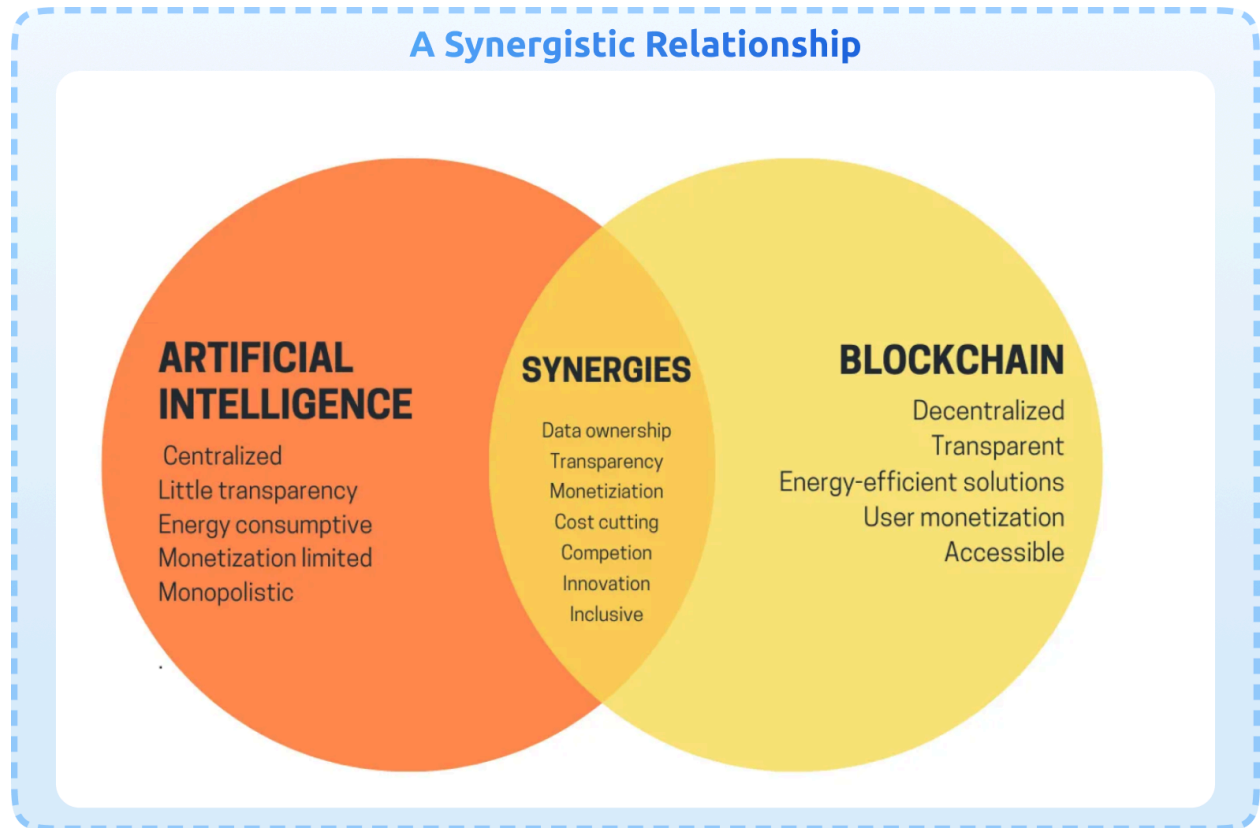 A Synergistic Relationship
ARTIFICIAL
INTELLIGENCE
Centralized
Little transparency
Energy consumptive
Monetization limited
Monopolistic
.
SYNERGIES
Data ownership
Transparency
Monetiziation
Cost cutting
Competion
Innovation
Inclusive
BLOCKCHAIN
Decentralized
Transparent
Energy-efficient solutions
User monetization
Accessible